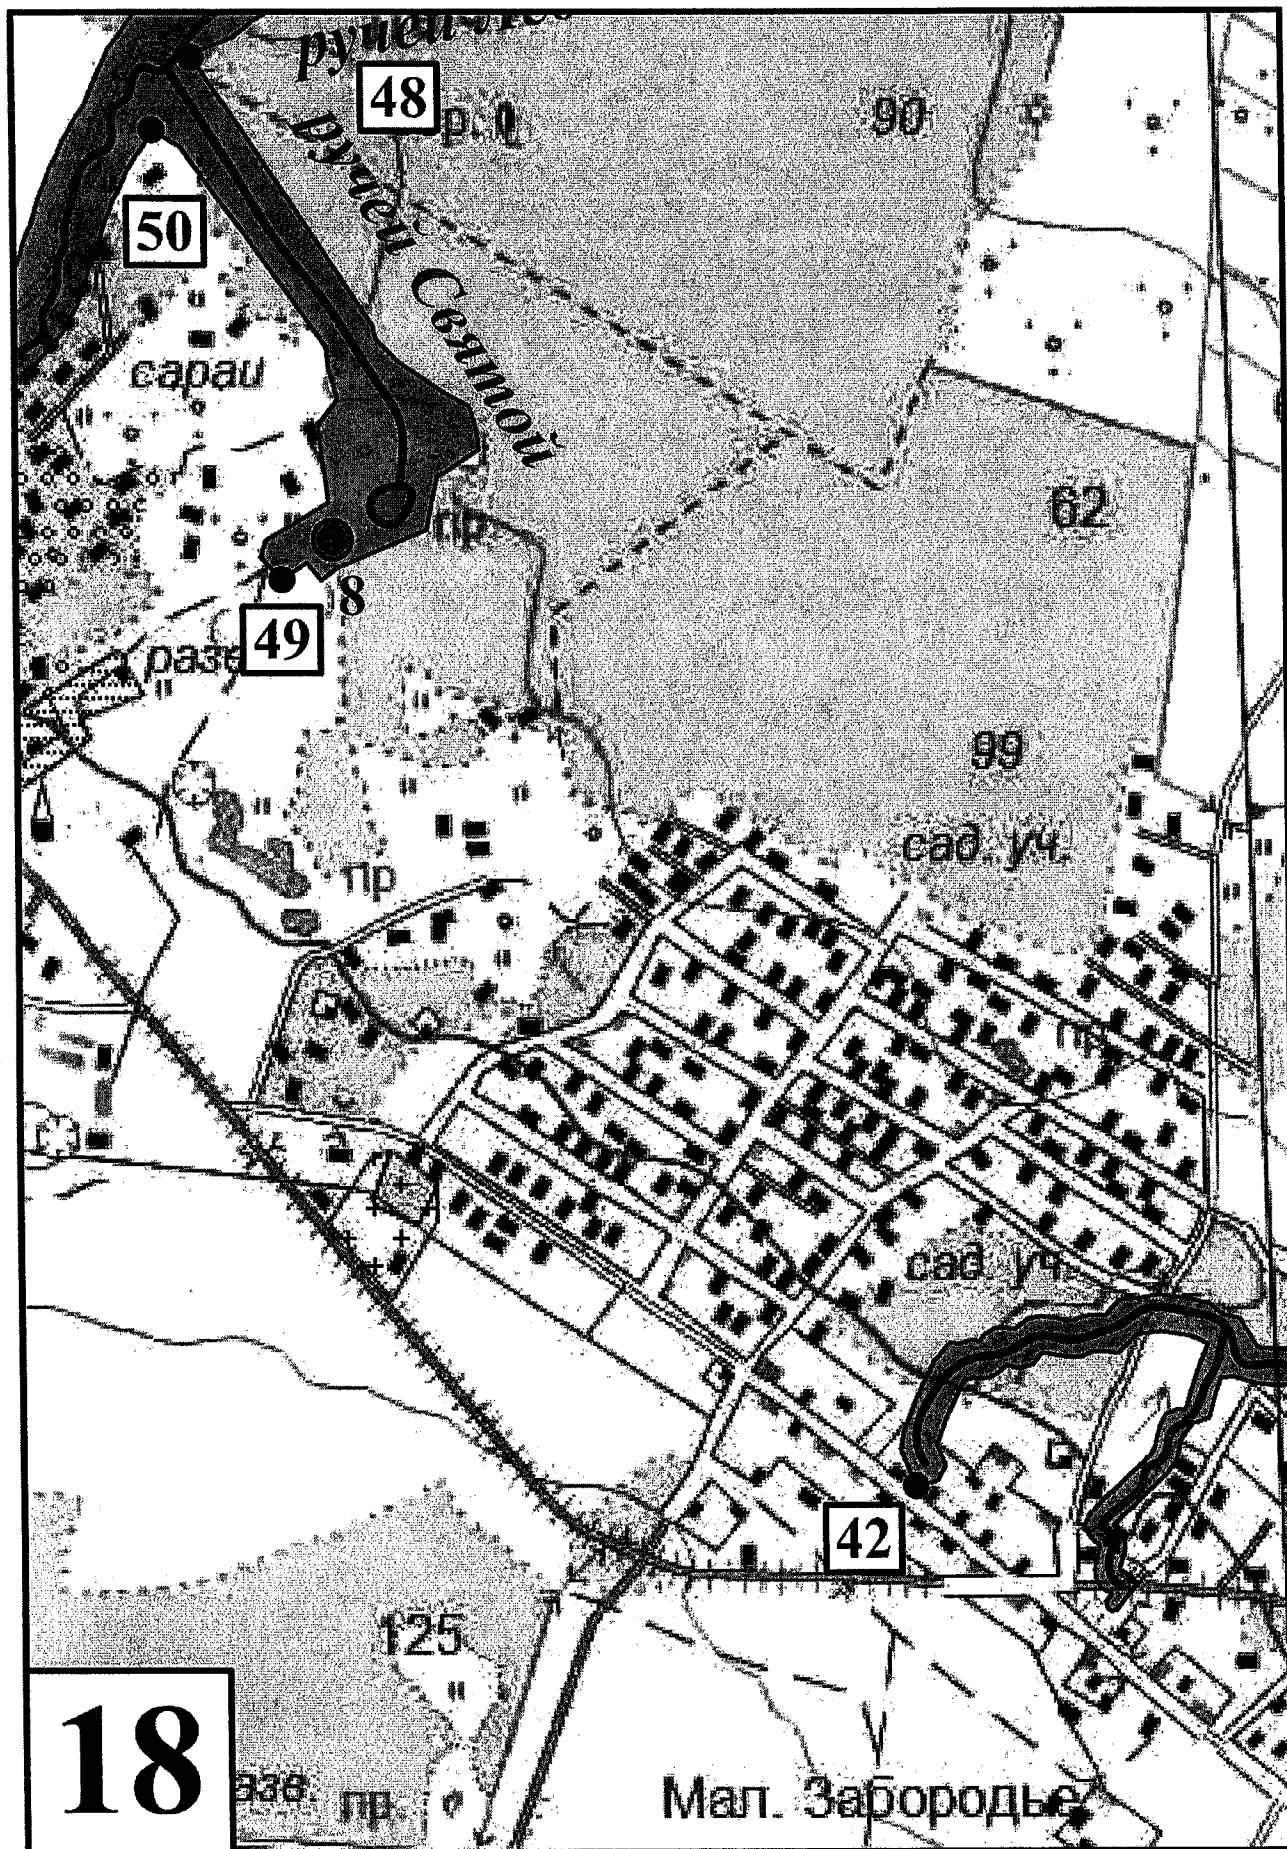 ручей
48
90
ручей Святой
50
сараи
62
пр
8
49
99
сад. уч.
пр
пр
сад. уч.
42
125
18
пр.
Мал. Забородье